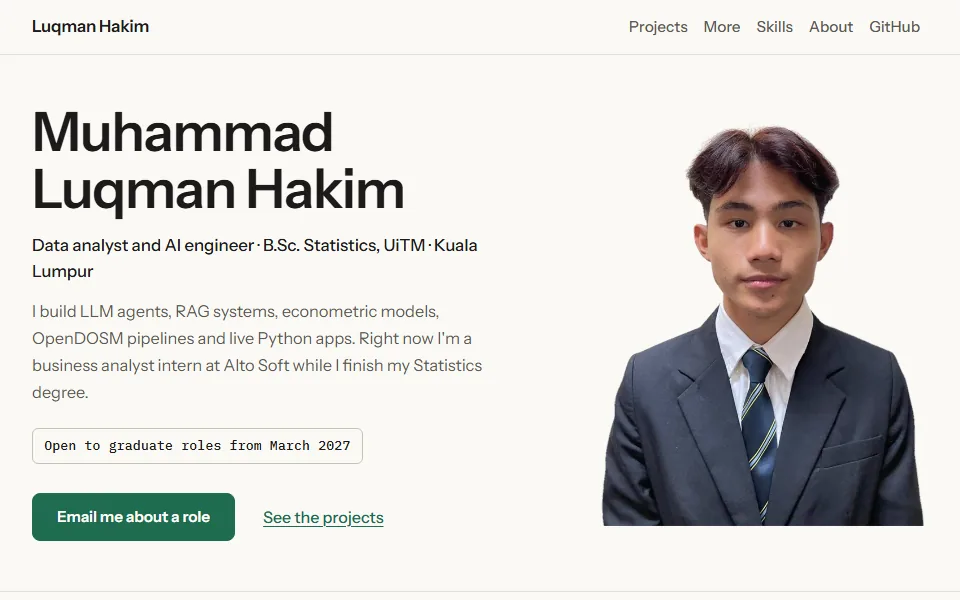 Luqman Hakim
Projects More Skills About GitHub
Muhammad
Luqman Hakim
Data analyst and AI engineer · B.Sc. Statistics, UiTM · Kuala
Lumpur
I build LLM agents, RAG systems, econometric models,
OpenDOSM pipelines and live Python apps. Right now I'm a
business analyst intern at Alto Soft while I finish my Statistics
degree.
Open to graduate roles from March 2027
Email me about a role
See the projects